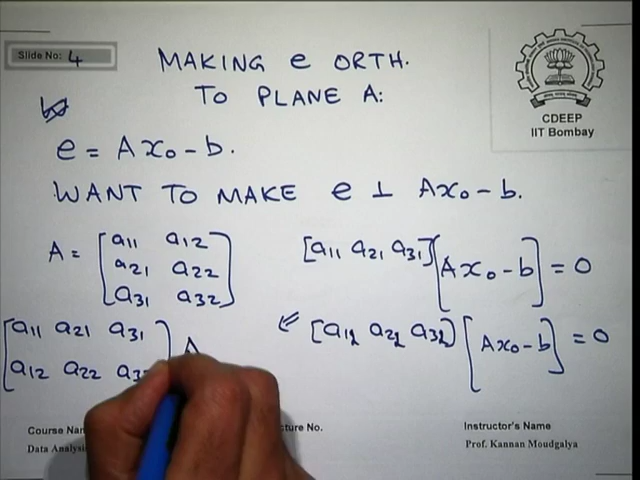 Slide No: 4
MAKING e ORTH.
TO PLANE A:
CDEEP
IIT Bombay
e = Ax₀ - b.
WANT TO MAKE e ⊥ Ax₀ - b.
A = [a11 a12
a21 a22
a31 a32]
[a11 a21 a31] [Ax₀ - b] = 0
[a12 a22 a32] [Ax₀ - b] = 0
[a11 a21 a31
a12 a22
Course
Instructor's Name
Data
Prof. Kannan Moudgalya